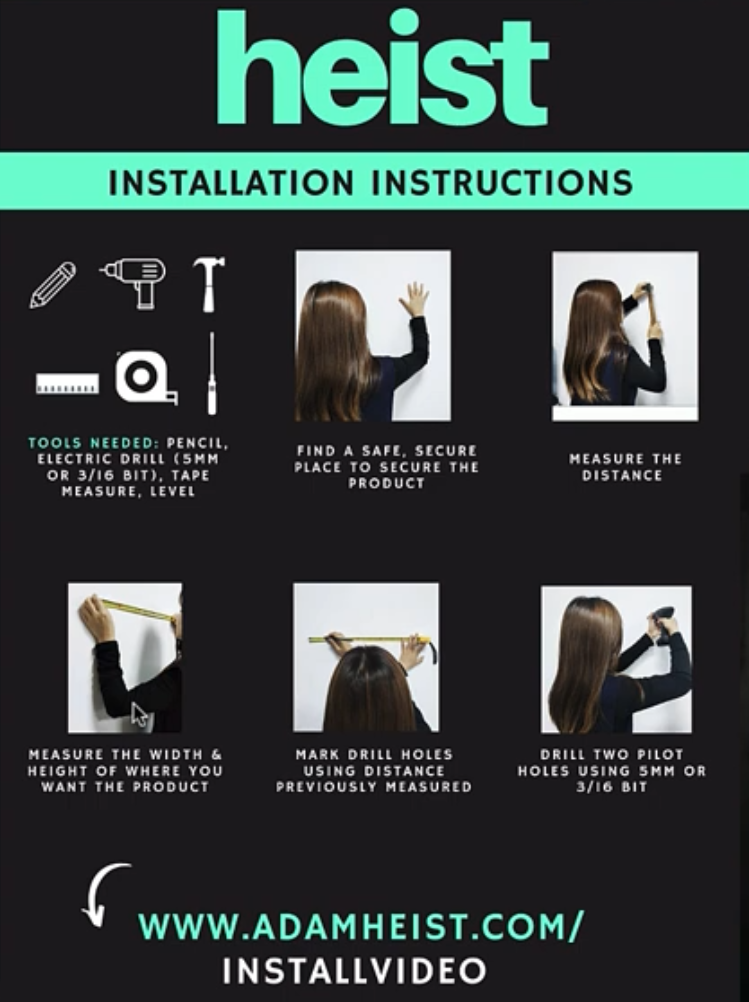 heist
INSTALLATION INSTRUCTIONS
TOOLS NEEDED: PENCIL,
ELECTRIC DRILL (5MM
OR 3/16 BIT), TAPE
MEASURE, LEVEL
FIND A SAFE, SECURE
PLACE TO SECURE THE
PRODUCT
MEASURE THE
DISTANCE
MEASURE THE WIDTH &
HEIGHT OF WHERE YOU
WANT THE PRODUCT
MARK DRILL HOLES
USING DISTANCE
PREVIOUSLY MEASURED
DRILL TWO PILOT
HOLES USING 5MM OR
3/16 BIT
WWW.ADAMHEIST.COM/
INSTALLVIDEO